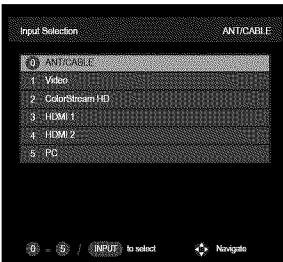 Input Selection ANT/CABLE
0 ANT/CABLE
1 Video
2 ColorStream HD
3 HDMI 1
4 HDMI 2
5 PC
0 - 5 / INPUT to select Navigate